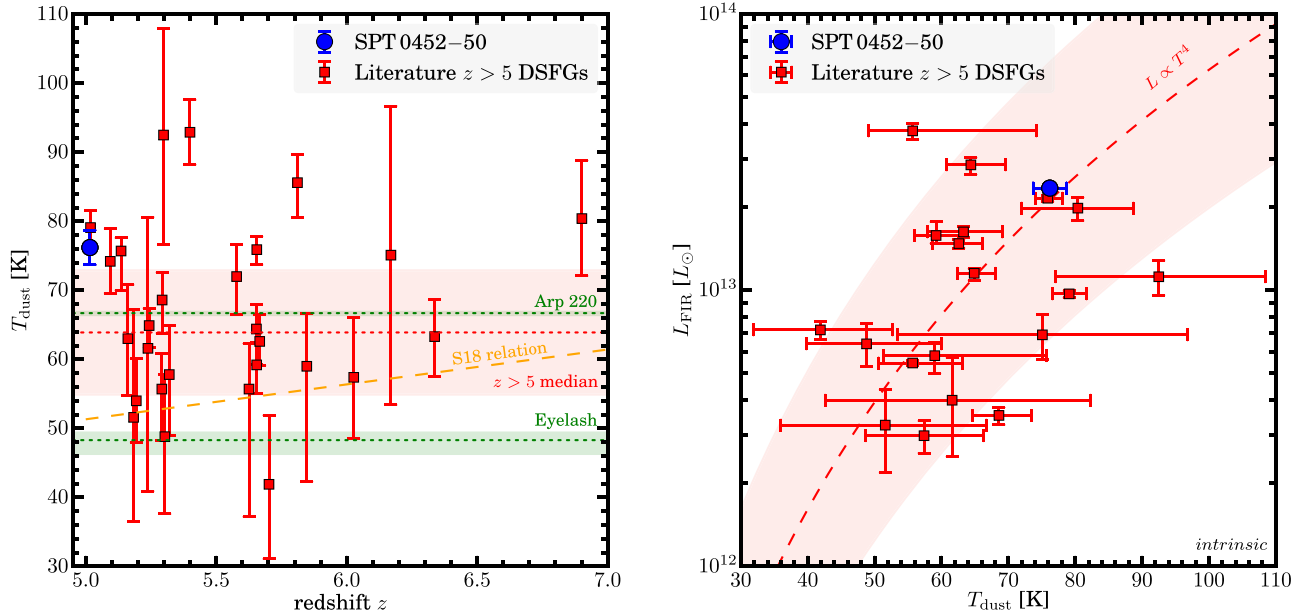 110
100
90
80
70
60
50
40
30
T_dust [K]
SPT 0452−50
Literature z > 5 DSFGs
Arp 220
S18 relation
z > 5 median
Eyelash
5.0 5.5 6.0 6.5 7.0
redshift z
10^14
10^13
10^12
L_FIR [L_⊙]
SPT 0452−50
Literature z > 5 DSFGs
L ∝ T^4
intrinsic
30 40 50 60 70 80 90 100 110
T_dust [K]